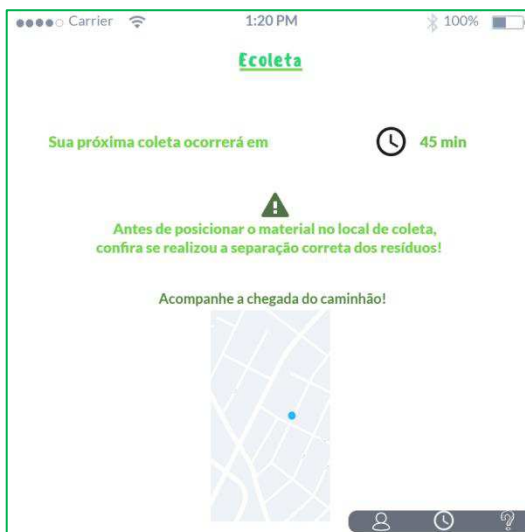 Carrier 1:20 PM 100%
Ecoleta
Sua próxima coleta ocorrerá em 45 min
Antes de posicionar o material no local de coleta,
confira se realizou a separação correta dos resíduos!
Acompanhe a chegada do caminhão!